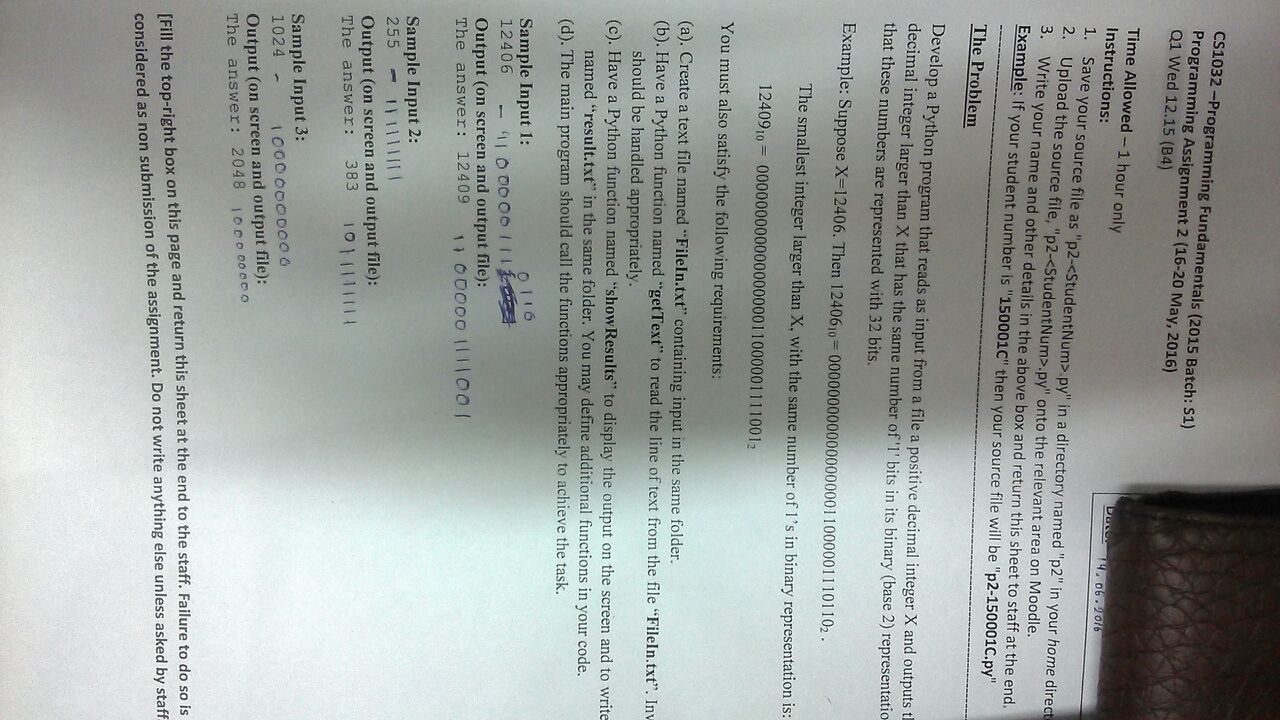 CS1032 –Programming Fundamentals (2015 Batch: S1)
Programming Assignment 2 (16-20 May, 2016)
Q1 Wed 12.15 (B4)
Time Allowed – 1 hour only
Date: 14.06.2016
Instructions:
1. Save your source file as "p2-<StudentNum>.py" in a directory named "p2" in your home direct
2. Upload the source file, "p2-<StudentNum>.py" onto the relevant area on Moodle.
3. Write your name and other details in the above box and return this sheet to staff at the end.
Example: If your student number is "150001C" then your source file will be "p2-150001C.py"
The Problem
Develop a Python program that reads as input from a file a positive decimal integer X and outputs t
decimal integer larger than X that has the same number of '1' bits in its binary (base 2) representatio
that these numbers are represented with 32 bits.
Example: Suppose X=12406. Then 12406₁₀ = 00000000000000000011000001110110₂ .
The smallest integer larger than X, with the same number of 1's in binary representation is:
12409₁₀ = 00000000000000000011000001111001₂
You must also satisfy the following requirements:
(a). Create a text file named “FileIn.txt” containing input in the same folder.
(b). Have a Python function named “getText” to read the line of text from the file “FileIn.txt”. Inv
should be handled appropriately.
(c). Have a Python function named “showResults” to display the output on the screen and to write
named “result.txt” in the same folder. You may define additional functions in your code.
(d). The main program should call the functions appropriately to achieve the task.
Sample Input 1:
0110
12406 – 1100000111
Output (on screen and output file):
The answer: 12409 11000001111001
Sample Input 2:
255 – 11111111
Output (on screen and output file):
The answer: 383 101111111
Sample Input 3:
1024 – 10000000000
Output (on screen and output file):
The answer: 2048
[Fill the top-right box on this page and return this sheet at the end to the staff. Failure to do so is
considered as non submission of the assignment. Do not write anything else unless asked by staff